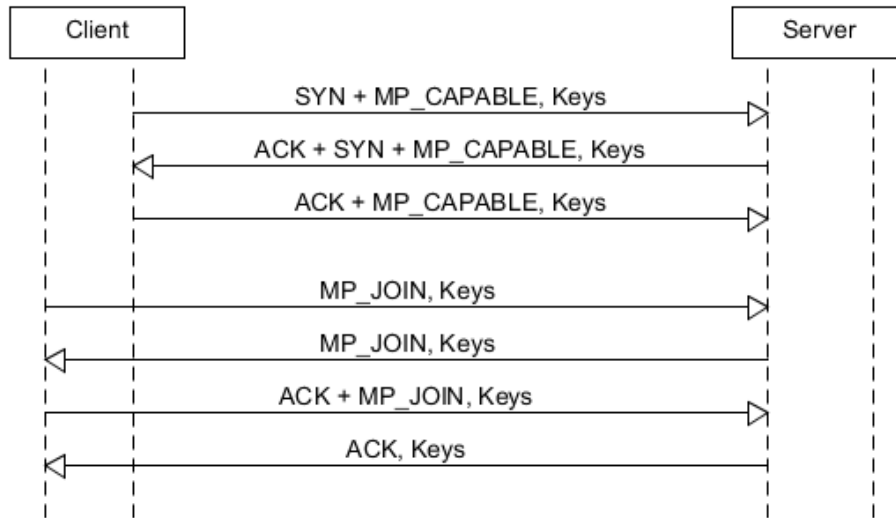 Client
Server
SYN + MP_CAPABLE, Keys
ACK + SYN + MP_CAPABLE, Keys
ACK + MP_CAPABLE, Keys
MP_JOIN, Keys
MP_JOIN, Keys
ACK + MP_JOIN, Keys
ACK, Keys